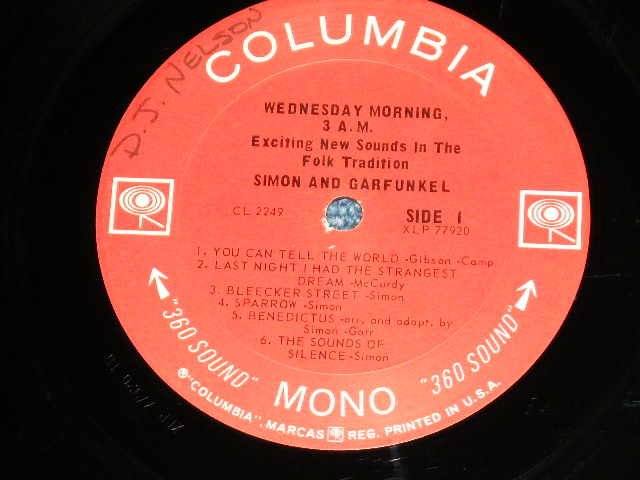 D.J. NELSON
COLUMBIA
WEDNESDAY MORNING,
3 A.M.
Exciting New Sounds In The
Folk Tradition
SIMON AND GARFUNKEL
CL 2249
SIDE 1
XLP 77920
1. YOU CAN TELL THE WORLD -Gibson -Camp
2. LAST NIGHT I HAD THE STRANGEST
DREAM -McCurdy
3. BLEECKER STREET -Simon
4. SPARROW -Simon
5. BENEDICTUS -arr. and adapt. by
Simon -Garr
6. THE SOUNDS OF
SILENCE -Simon
"360 SOUND"
MONO
"360 SOUND"
®"COLUMBIA", MARCAS REG. PRINTED IN U.S.A.